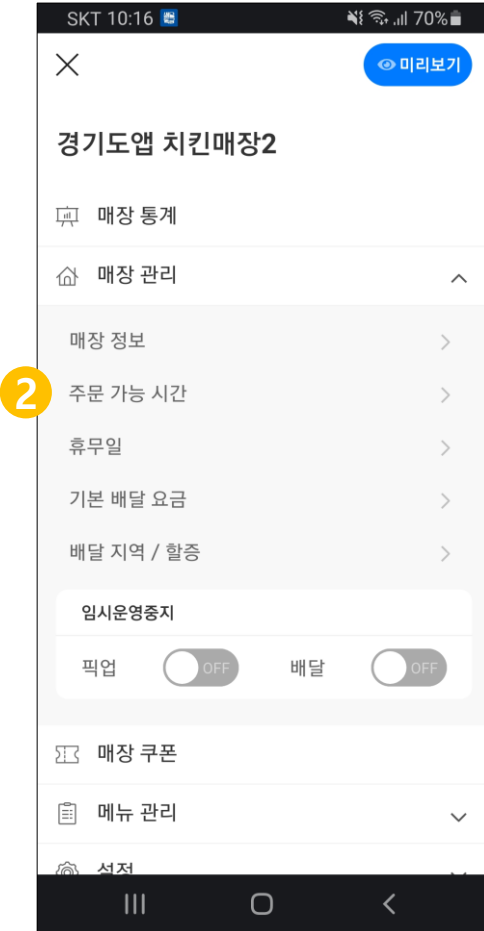 SKT 10:16 70%
미리보기
경기도앱 치킨매장2
매장 통계
매장 관리
매장 정보
2 주문 가능 시간
휴무일
기본 배달 요금
배달 지역 / 할증
임시운영중지
픽업 OFF 배달 OFF
매장 쿠폰
메뉴 관리
설정